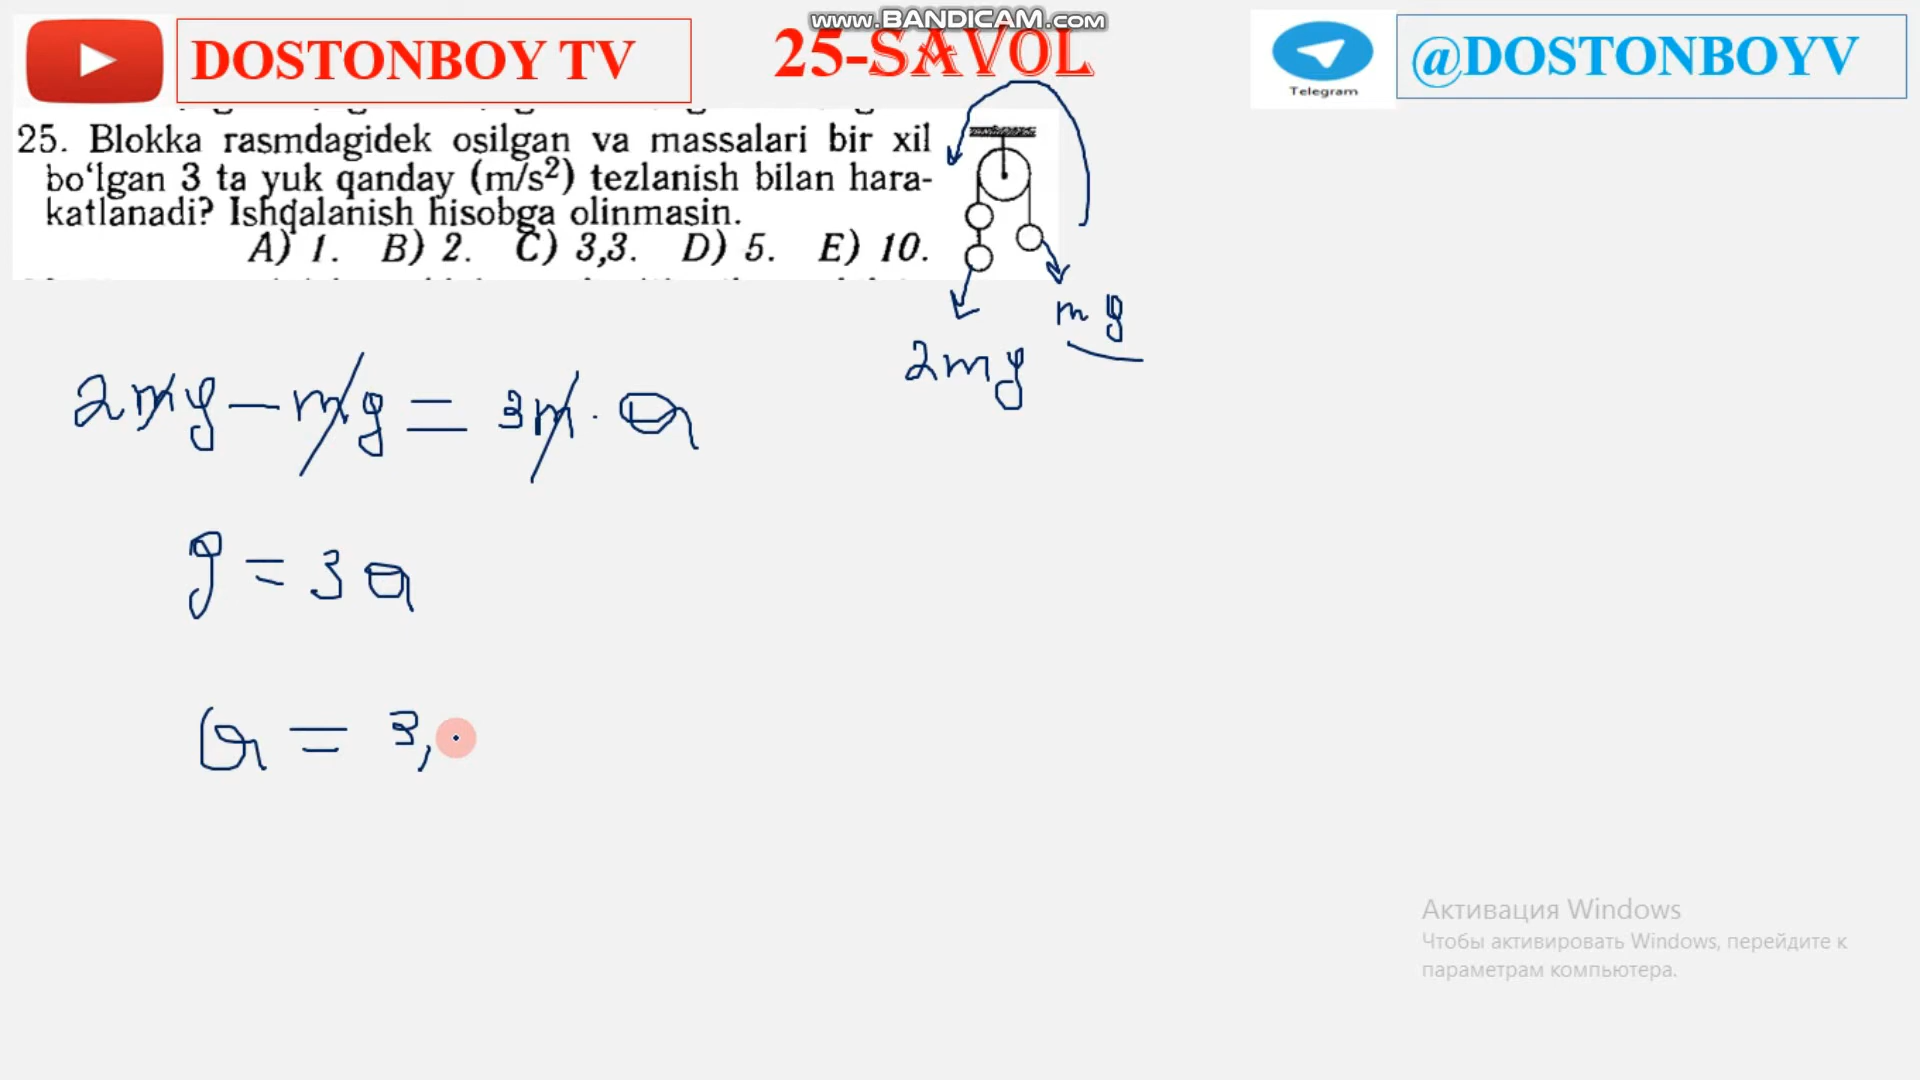 www.BANDICAM.com
DOSTONBOY TV
25-SAVOL
Telegram
@DOSTONBOYV
25. Blokka rasmdagidek osilgan va massalari bir xil
bo‘lgan 3 ta yuk qanday (m/s²) tezlanish bilan hara-
katlanadi? Ishqalanish hisobga olinmasin.
A) 1. B) 2. C) 3,3. D) 5. E) 10.
mg
2mg
2mg - mg = 3m · a
g = 3a
a = 3,
Активация Windows
Чтобы активировать Windows, перейдите к
параметрам компьютера.